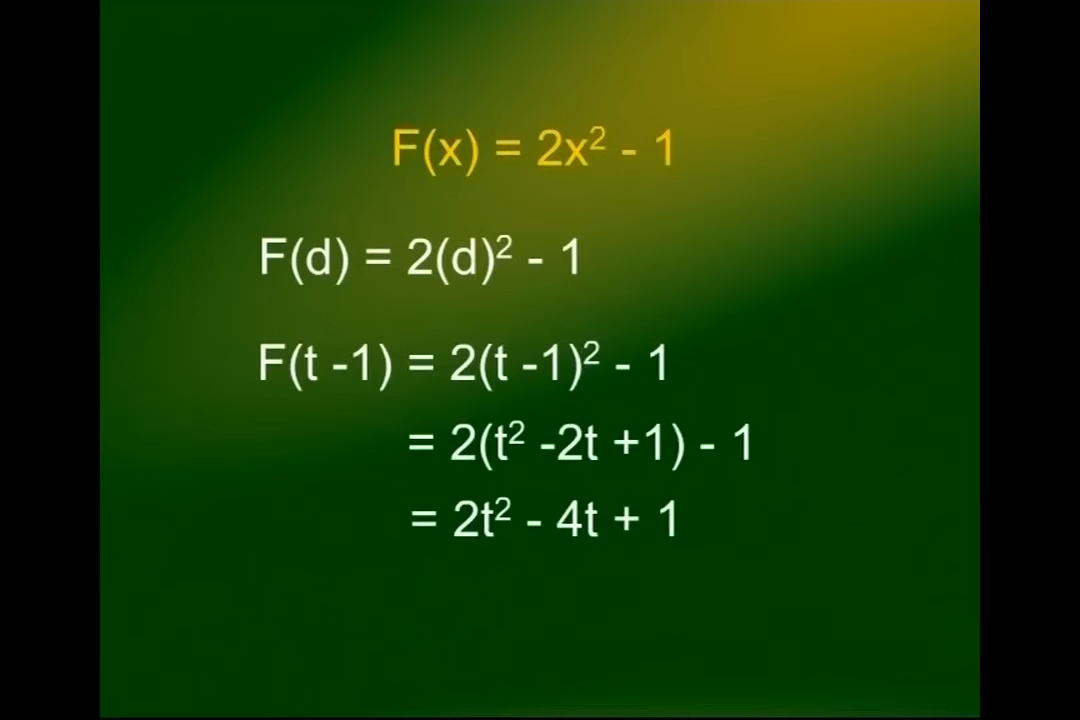 F(x) = 2x² - 1
F(d) = 2(d)² - 1
F(t -1) = 2(t -1)² - 1
= 2(t² -2t +1) - 1
= 2t² - 4t + 1